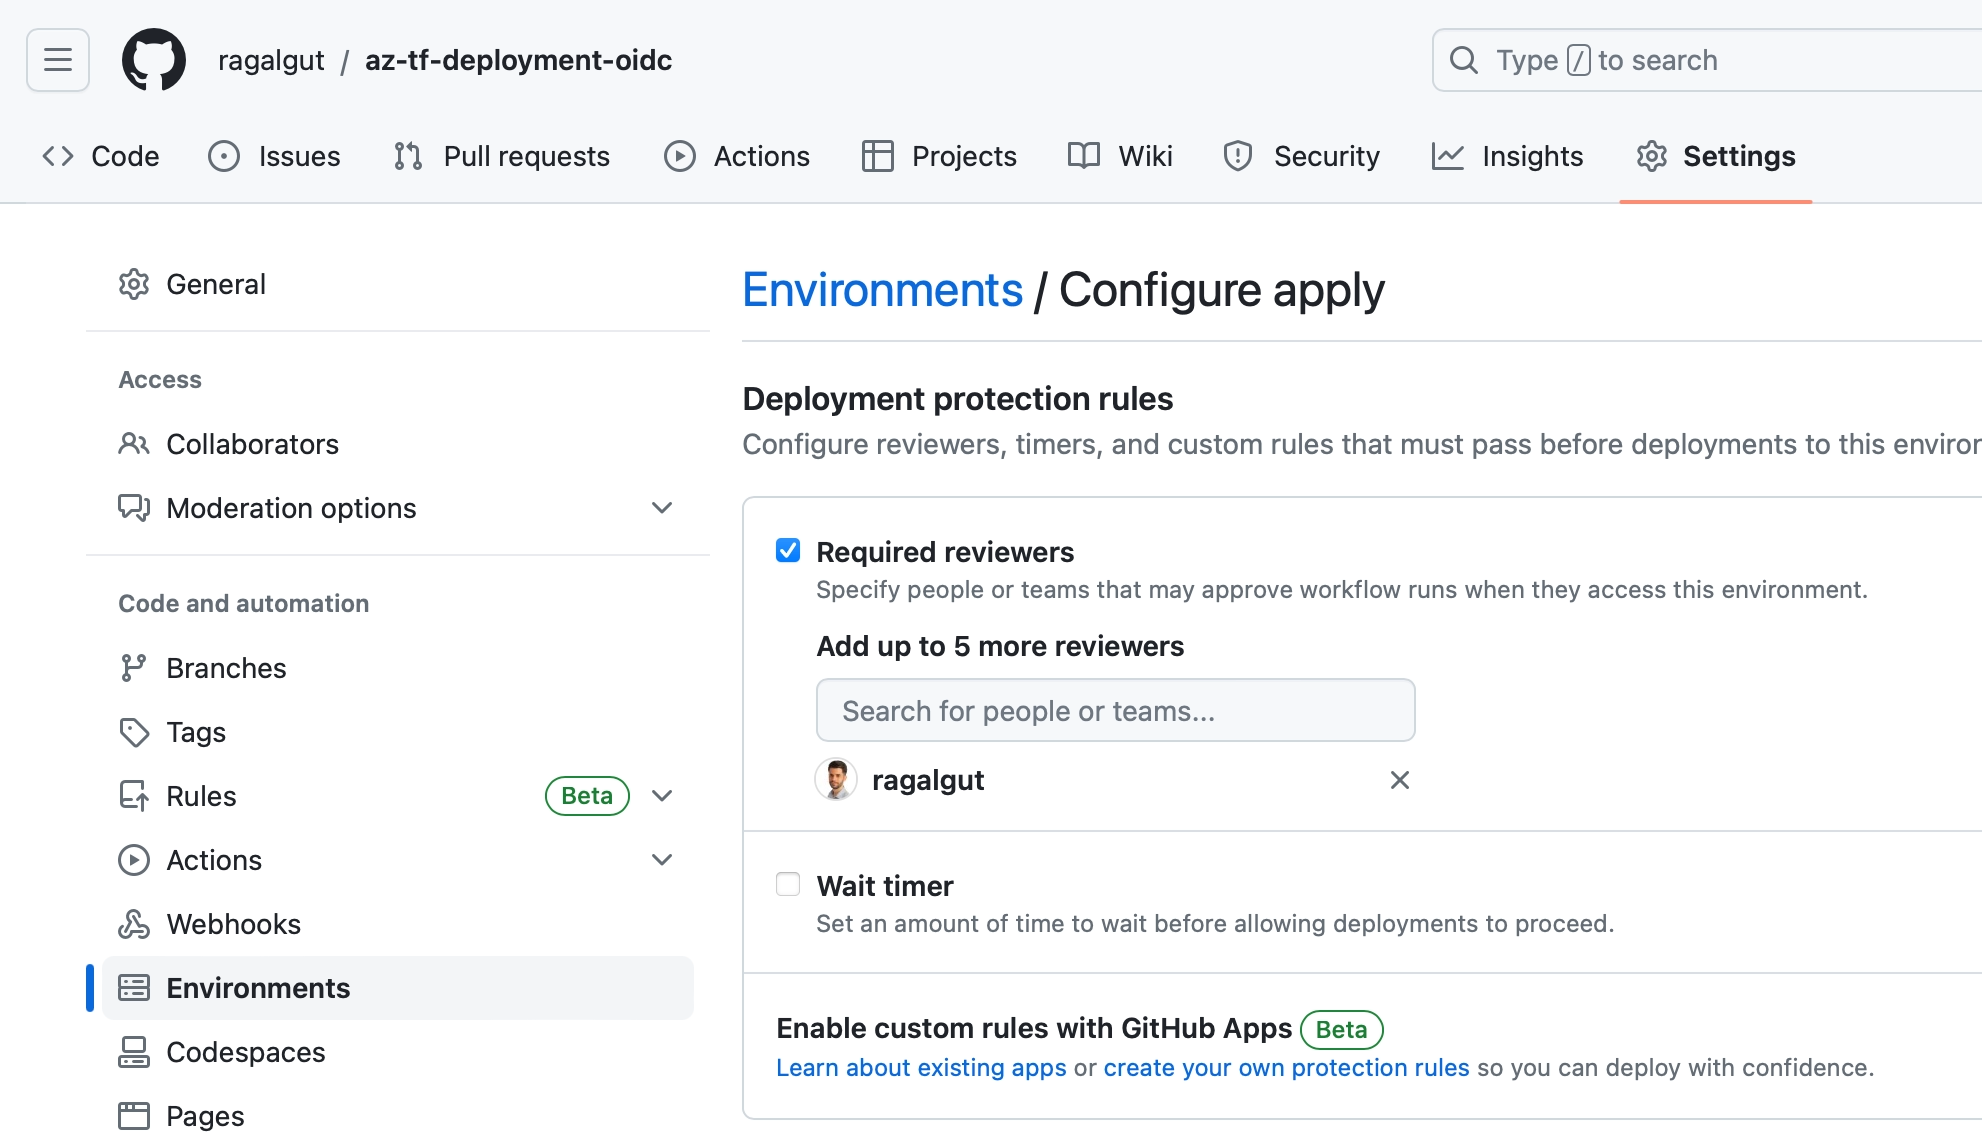 ragalgut / az-tf-deployment-oidc
Type / to search
Code Issues Pull requests Actions Projects Wiki Security Insights Settings
General
Access
Collaborators
Moderation options
Code and automation
Branches
Tags
Rules Beta
Actions
Webhooks
Environments
Codespaces
Pages
Environments / Configure apply
Deployment protection rules
Configure reviewers, timers, and custom rules that must pass before deployments to this
Required reviewers
Specify people or teams that may approve workflow runs when they access this environment.
Add up to 5 more reviewers
Search for people or teams...
ragalgut
Wait timer
Set an amount of time to wait before allowing deployments to proceed.
Enable custom rules with GitHub Apps Beta
Learn about existing apps or create your own protection rules so you can deploy with confidence.